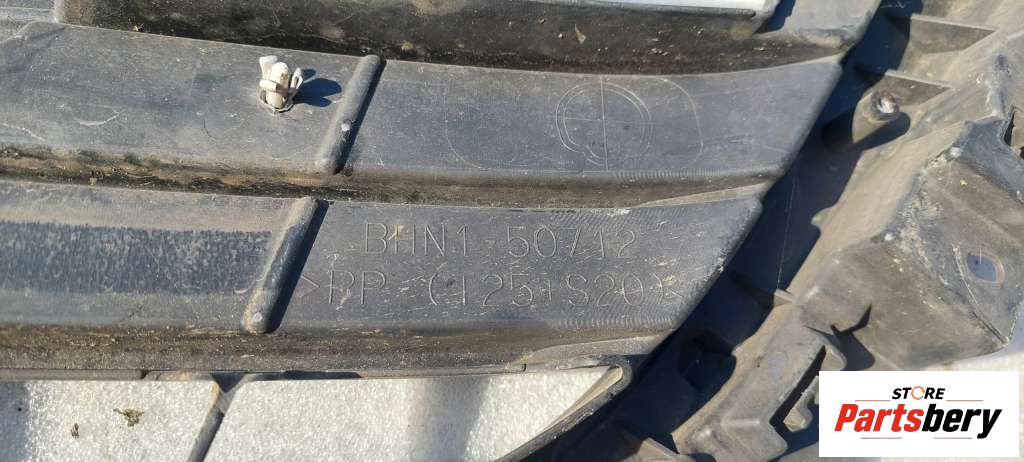 BHN1 50712
>PP-(T25+S20)<
STORE
Partsbery